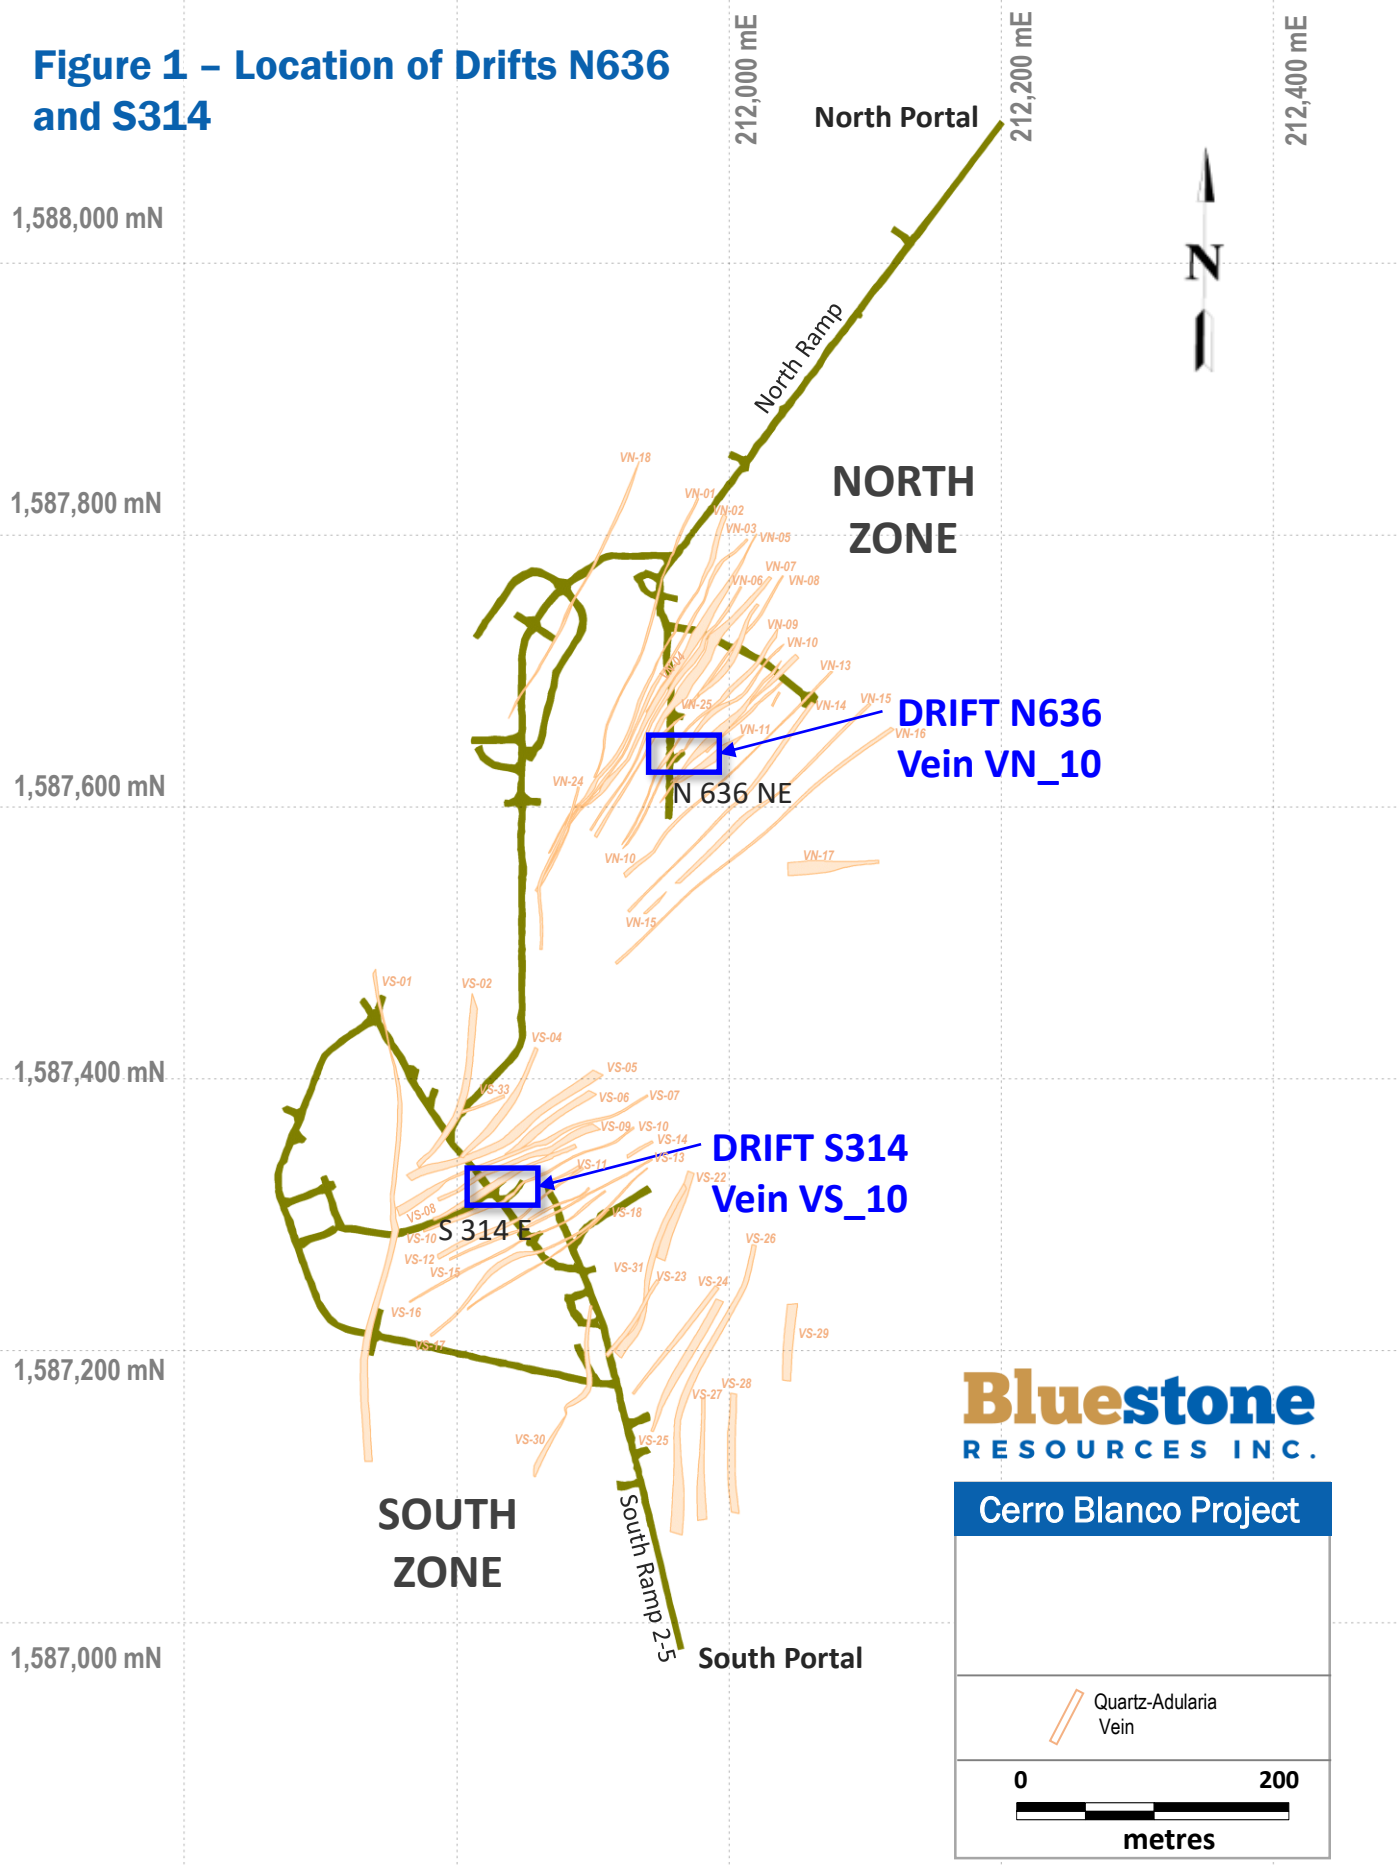 Figure 1 – Location of Drifts N636
and S314
212,000 mE
212,200 mE
212,400 mE
North Portal
1,588,000 mN
N
North Ramp
VN-18
NORTH
ZONE
1,587,800 mN
VN-01
VN-02
VN-03
VN-05
VN-07
VN-06
VN-08
VN-09
VN-10
VN-04
VN-13
VN-25
VN-14
VN-15
VN-11
VN-16
DRIFT N636
Vein VN_10
VN-24
1,587,600 mN
N 636 NE
VN-10
VN-17
VN-15
VS-01
VS-02
VS-04
1,587,400 mN
VS-05
VS-33
VS-06
VS-07
VS-09
VS-10
VS-14
VS-13
VS-11
VS-22
DRIFT S314
Vein VS_10
VS-08
VS-18
S 314 E
VS-10
VS-26
VS-12
VS-15
VS-31
VS-23
VS-24
VS-16
VS-17
VS-29
1,587,200 mN
VS-28
VS-27
VS-30
VS-25
Bluestone
RESOURCES INC.
SOUTH
ZONE
South Ramp 2-5
Cerro Blanco Project
1,587,000 mN
South Portal
Quartz-Adularia
Vein
0
200
metres